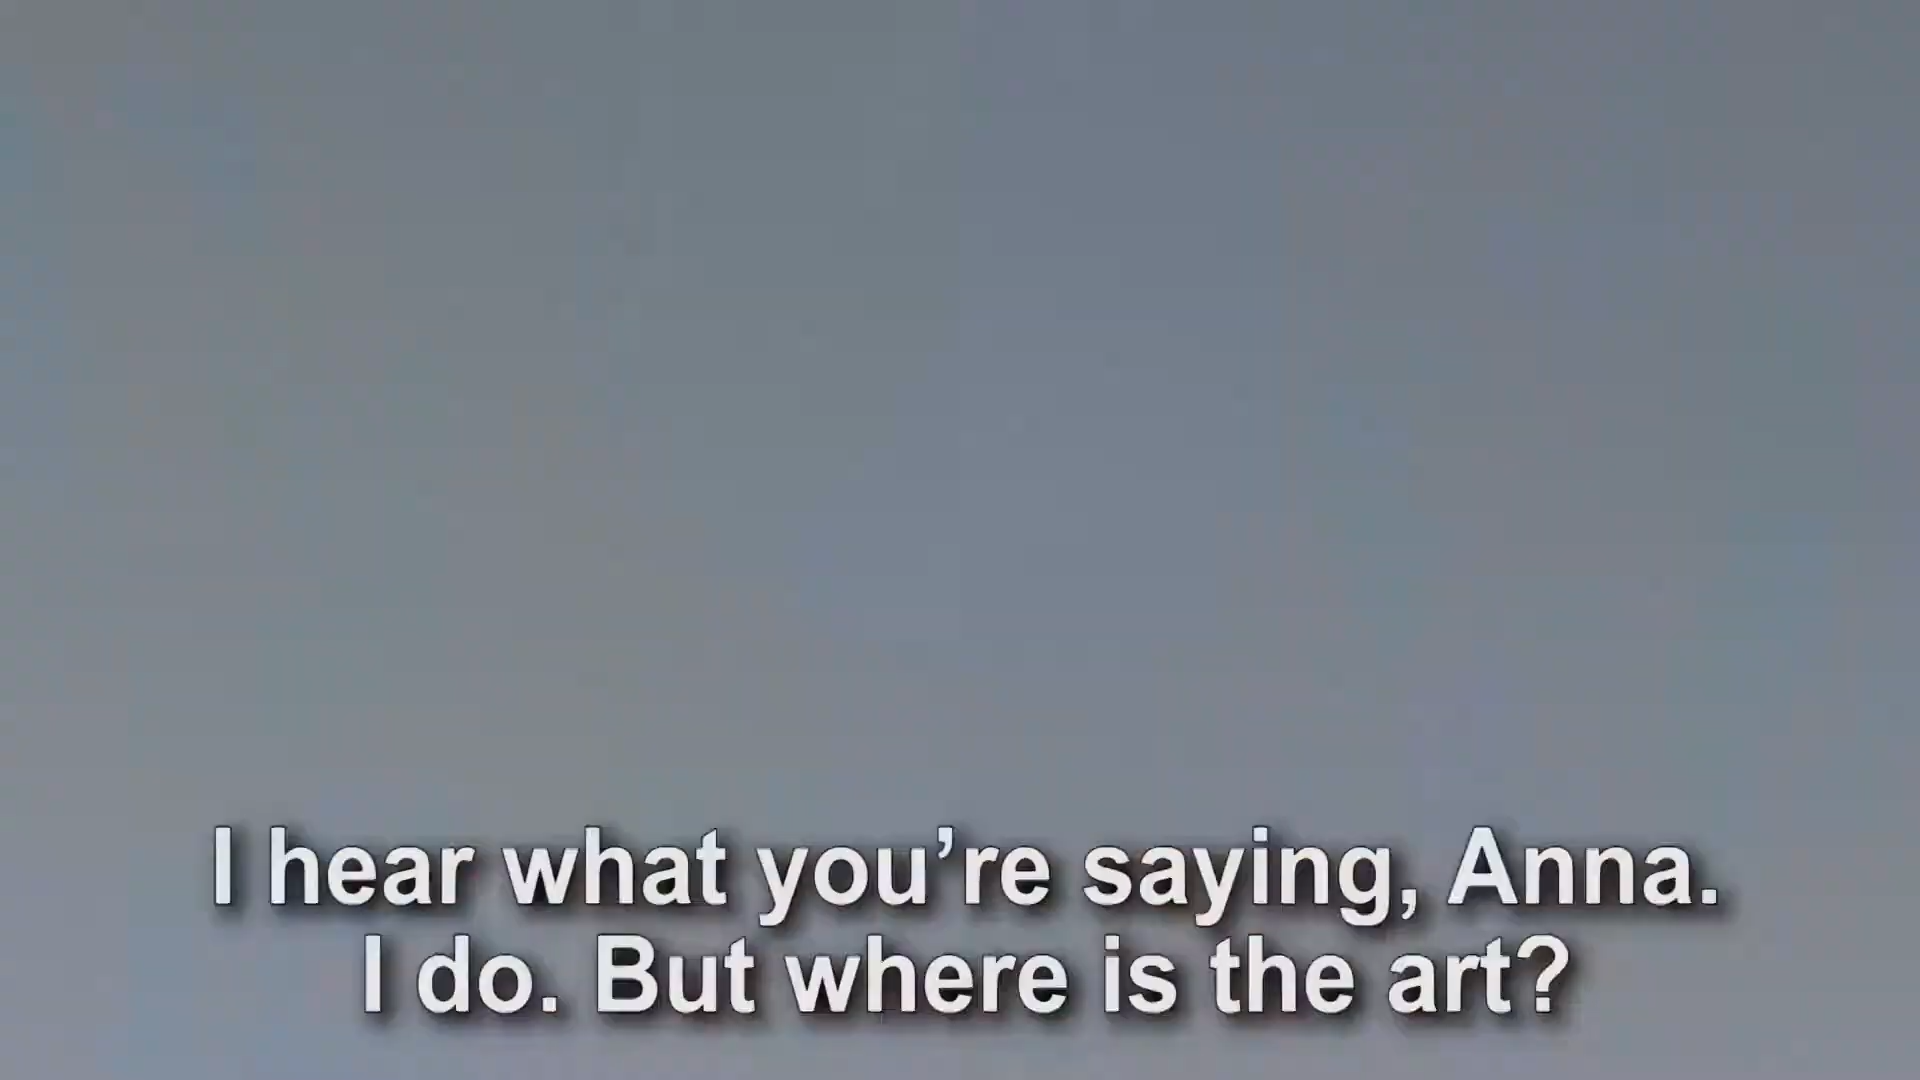 I hear what you’re saying, Anna.
I do. But where is the art?